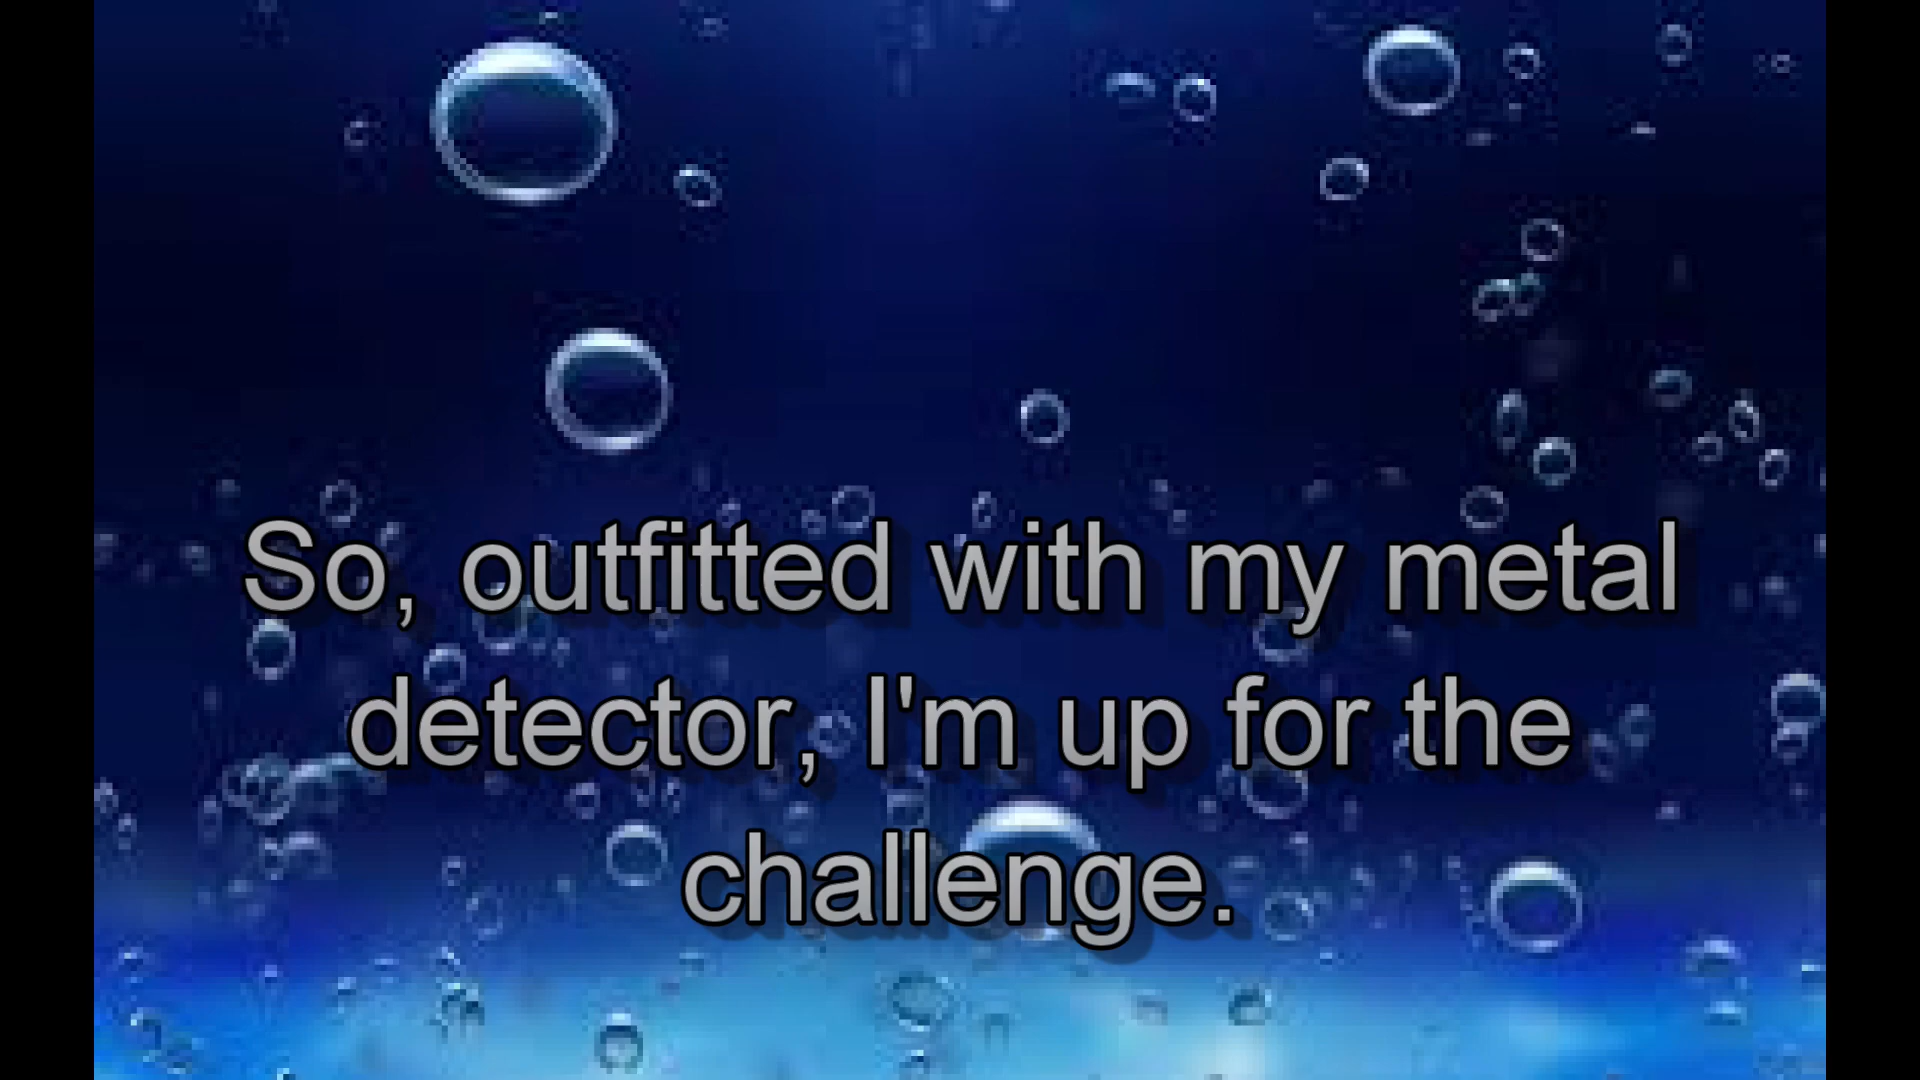 So, outfitted with my metal
detector, I'm up for the
challenge.